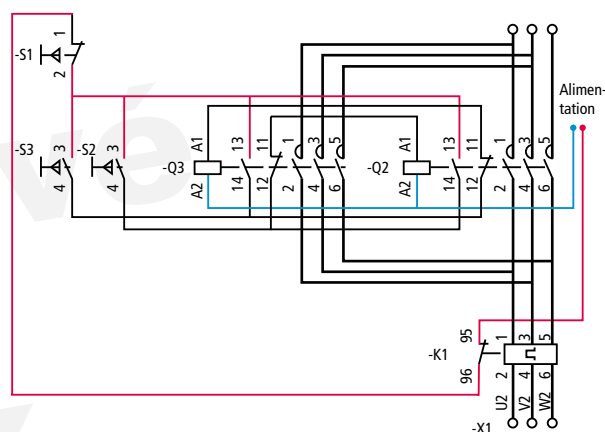 1
-S1
2
Alimen-
tation
-S3 3 4
-S2 3 4
-Q3 A1 A2 13 14 11 12 1 2 3 4 5 6
-Q2 A1 A2 13 14 11 12 1 2 3 4 5 6
-K1 95 96 1 2 3 4 5 6
U2 V2 W2
-X1
vé